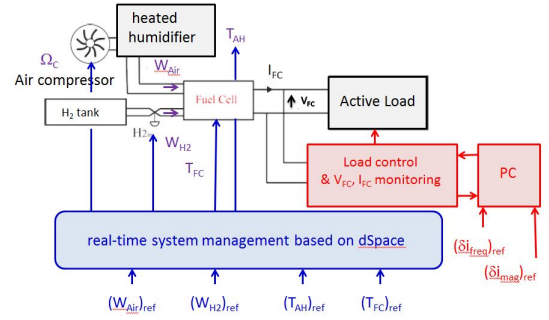 heated
humidifier
T_AH
Ω_C
W_Air
I_FC
Air compressor
Fuel Cell
V_FC
Active Load
H₂ tank
W_H2
T_FC
Load control
& V_FC, I_FC monitoring
PC
real-time system management based on dSpace
(δi_freq)_ref
(δi_mag)_ref
(W_Air)_ref
(W_H2)_ref
(T_AH)_ref
(T_FC)_ref